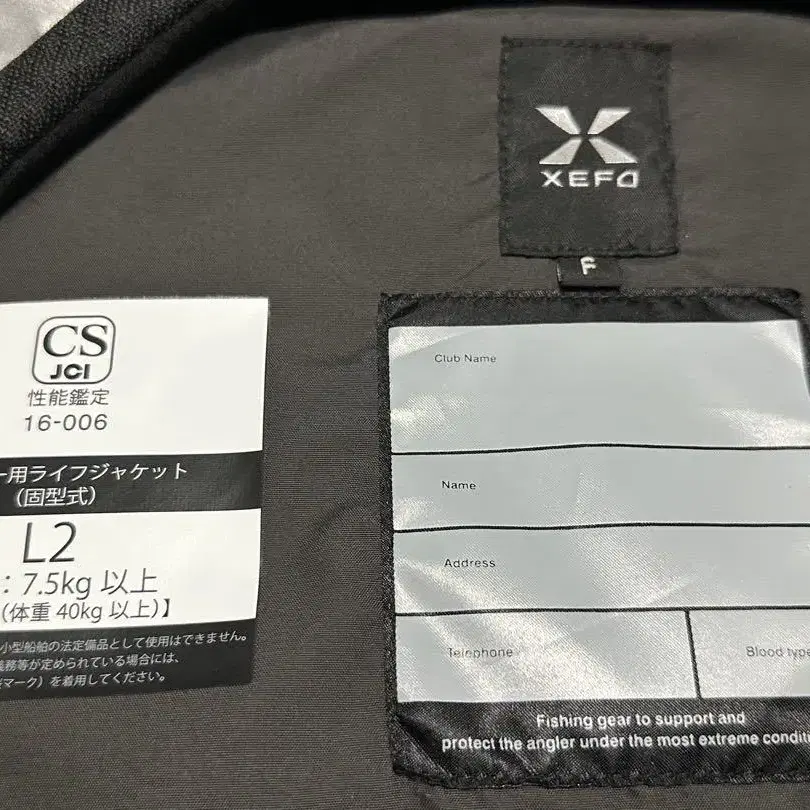 XEFO
F
CS
JCI
性能鑑定
16-006
ー用ライフジャケット
(固型式)
L2
: 7.5kg 以上
(体重 40kg 以上)】
小型船舶の法定備品として使用はできません。
義務等が定められている場合には、
マーク）を着用してください。
Club Name
Name
Address
Telephone
Blood type
Fishing gear to support and
protect the angler under the most extreme conditi